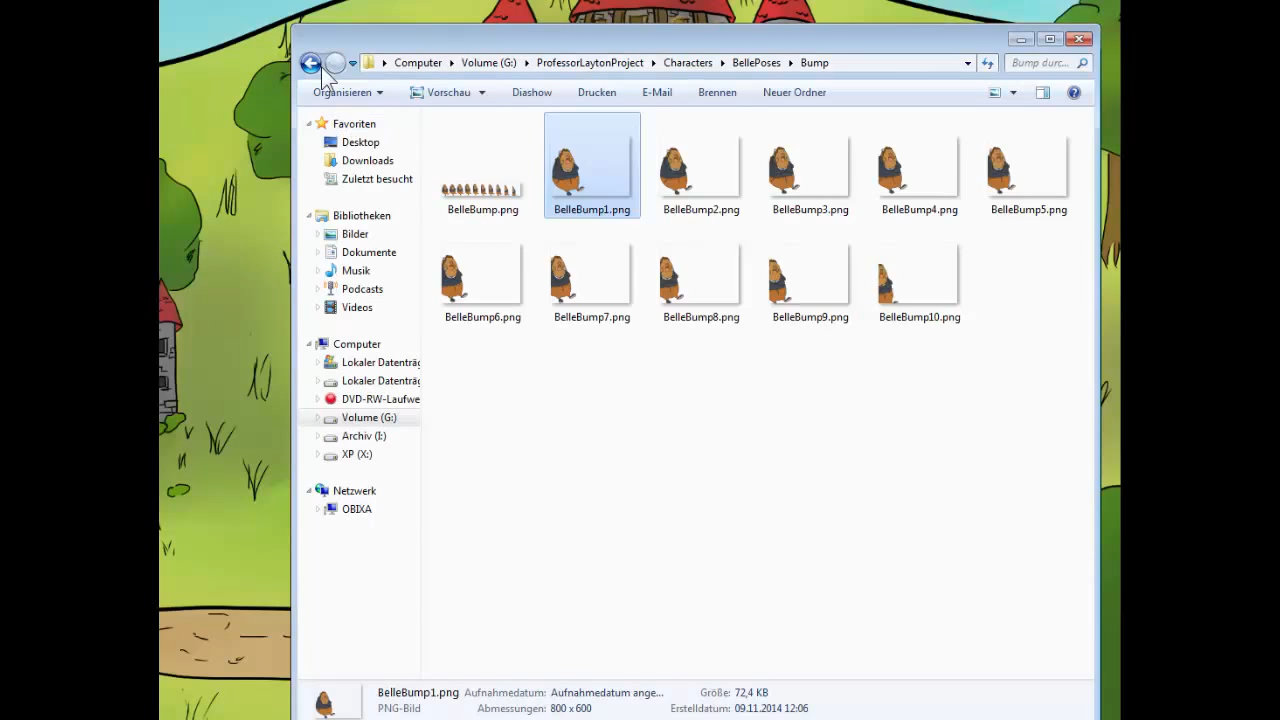 Computer Volume (G:) ProfessorLaytonProject Characters BellePoses Bump Bump durc...
Organisieren Vorschau Diashow Drucken E-Mail Brennen Neuer Ordner
Favoriten
Desktop
Downloads
Zuletzt besucht
Bibliotheken
Bilder
Dokumente
Musik
Podcasts
Videos
Computer
Lokaler Datenträg
Lokaler Datenträg
DVD-RW-Laufwe
Volume (G:)
Archiv (I:)
XP (X:)
Netzwerk
OBIXA
BelleBump.png BelleBump1.png BelleBump2.png BelleBump3.png BelleBump4.png BelleBump5.png
BelleBump6.png BelleBump7.png BelleBump8.png BelleBump9.png BelleBump10.png
BelleBump1.png Aufnahmedatum: Aufnahmedatum ange... Größe: 72,4 KB
PNG-Bild Abmessungen: 800 x 600 Erstelldatum: 09.11.2014 12:06